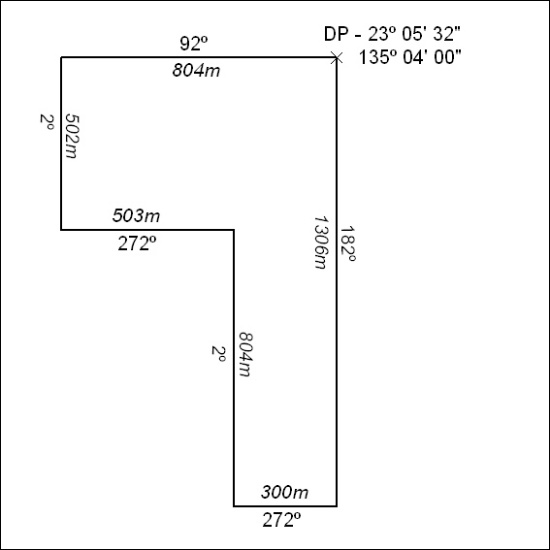 DP - 23º 05' 32"
135º 04' 00"
92º
804m
2º
502m
503m
272º
1306m
182º
2º
804m
300m
272º